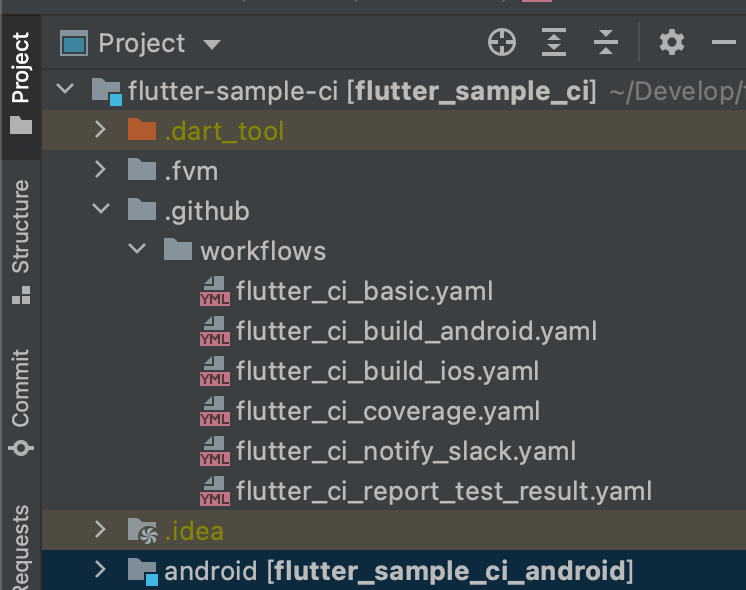 Project
Project
flutter-sample-ci [flutter_sample_ci] ~/Develop/
.dart_tool
.fvm
.github
Structure
workflows
YML flutter_ci_basic.yaml
YML flutter_ci_build_android.yaml
YML flutter_ci_build_ios.yaml
Commit
YML flutter_ci_coverage.yaml
YML flutter_ci_notify_slack.yaml
YML flutter_ci_report_test_result.yaml
Requests
.idea
android [flutter_sample_ci_android]